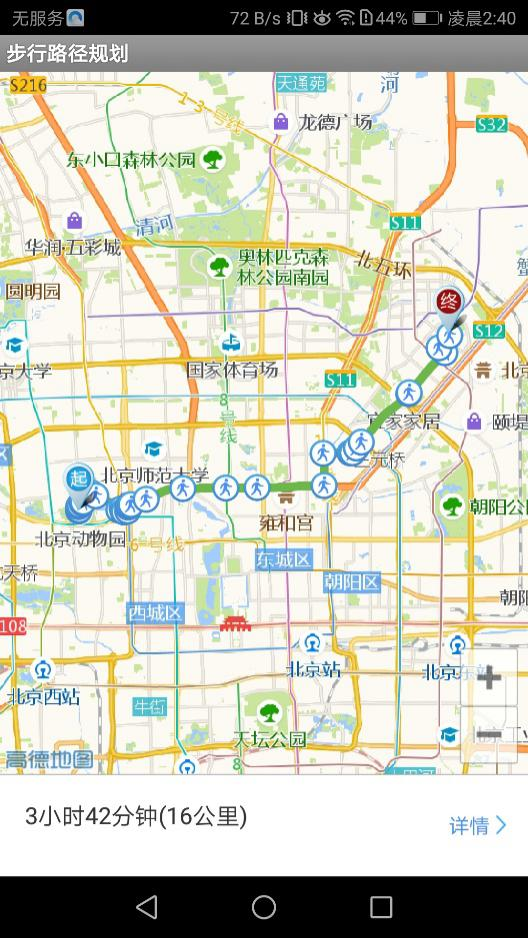 无服务 72 B/s 44% 凌晨2:40
步行路径规划
S216
天通苑
河
1·3·号线
龙德广场
S32
东小口森林公园
清河
S11
华润·五彩城
奥林匹克森
林公园南园
北五环
圆明园
终
S12
京大学
国家体育场
S11
8号线
宜家家居
颐堤
三元桥
起
北京师范大学
朝阳公
雍和宫
北京动物园
6号线
东城区
朝阳区
天桥
西城区
朝阳
108
北京站
北京
北京西站
牛街
天坛公园
高德地图
8
3小时42分钟(16公里)
详情